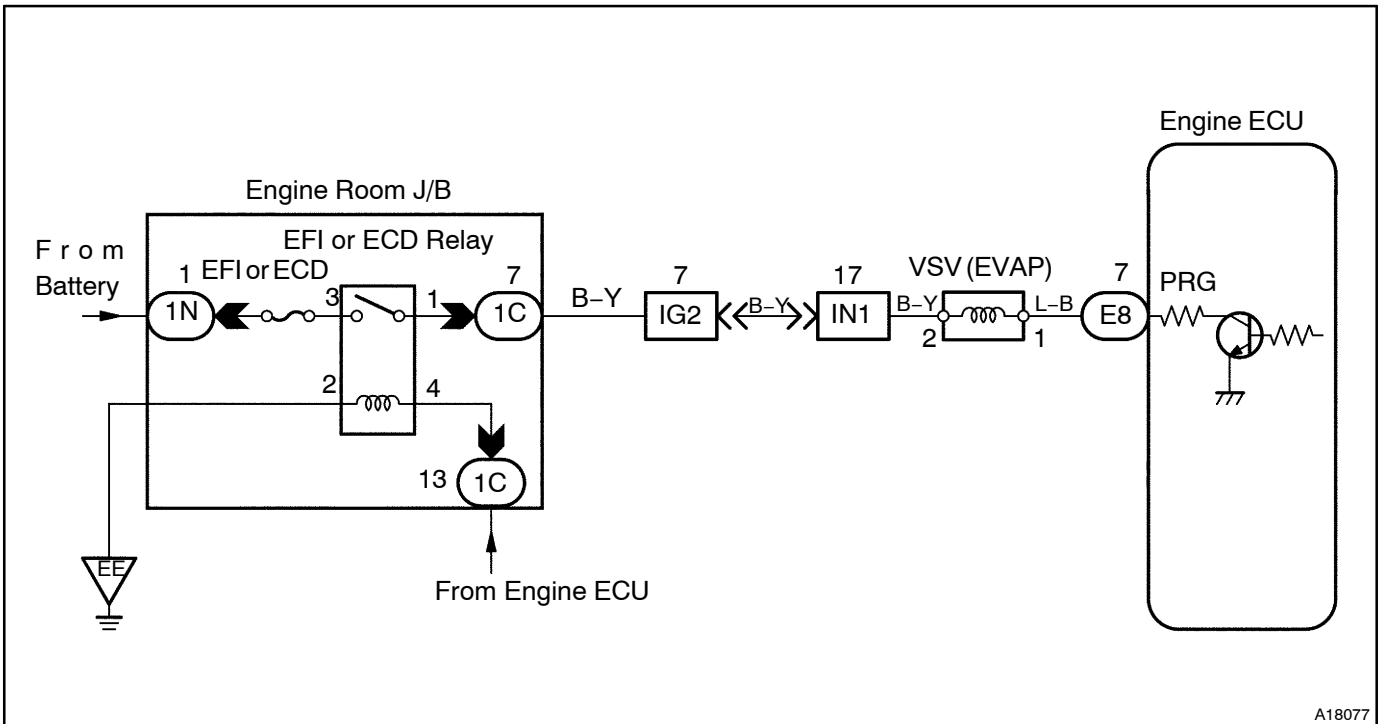 Engine ECU
Engine Room J/B
EFI or ECD Relay
F r o m
Battery
1
EFI or ECD
3
1
7
1N
1C
B–Y
7
IG2
B–Y
17
IN1
B–Y
VSV (EVAP)
2
1
L–B
7
E8
PRG
2
4
13
1C
EE
From Engine ECU
A18077